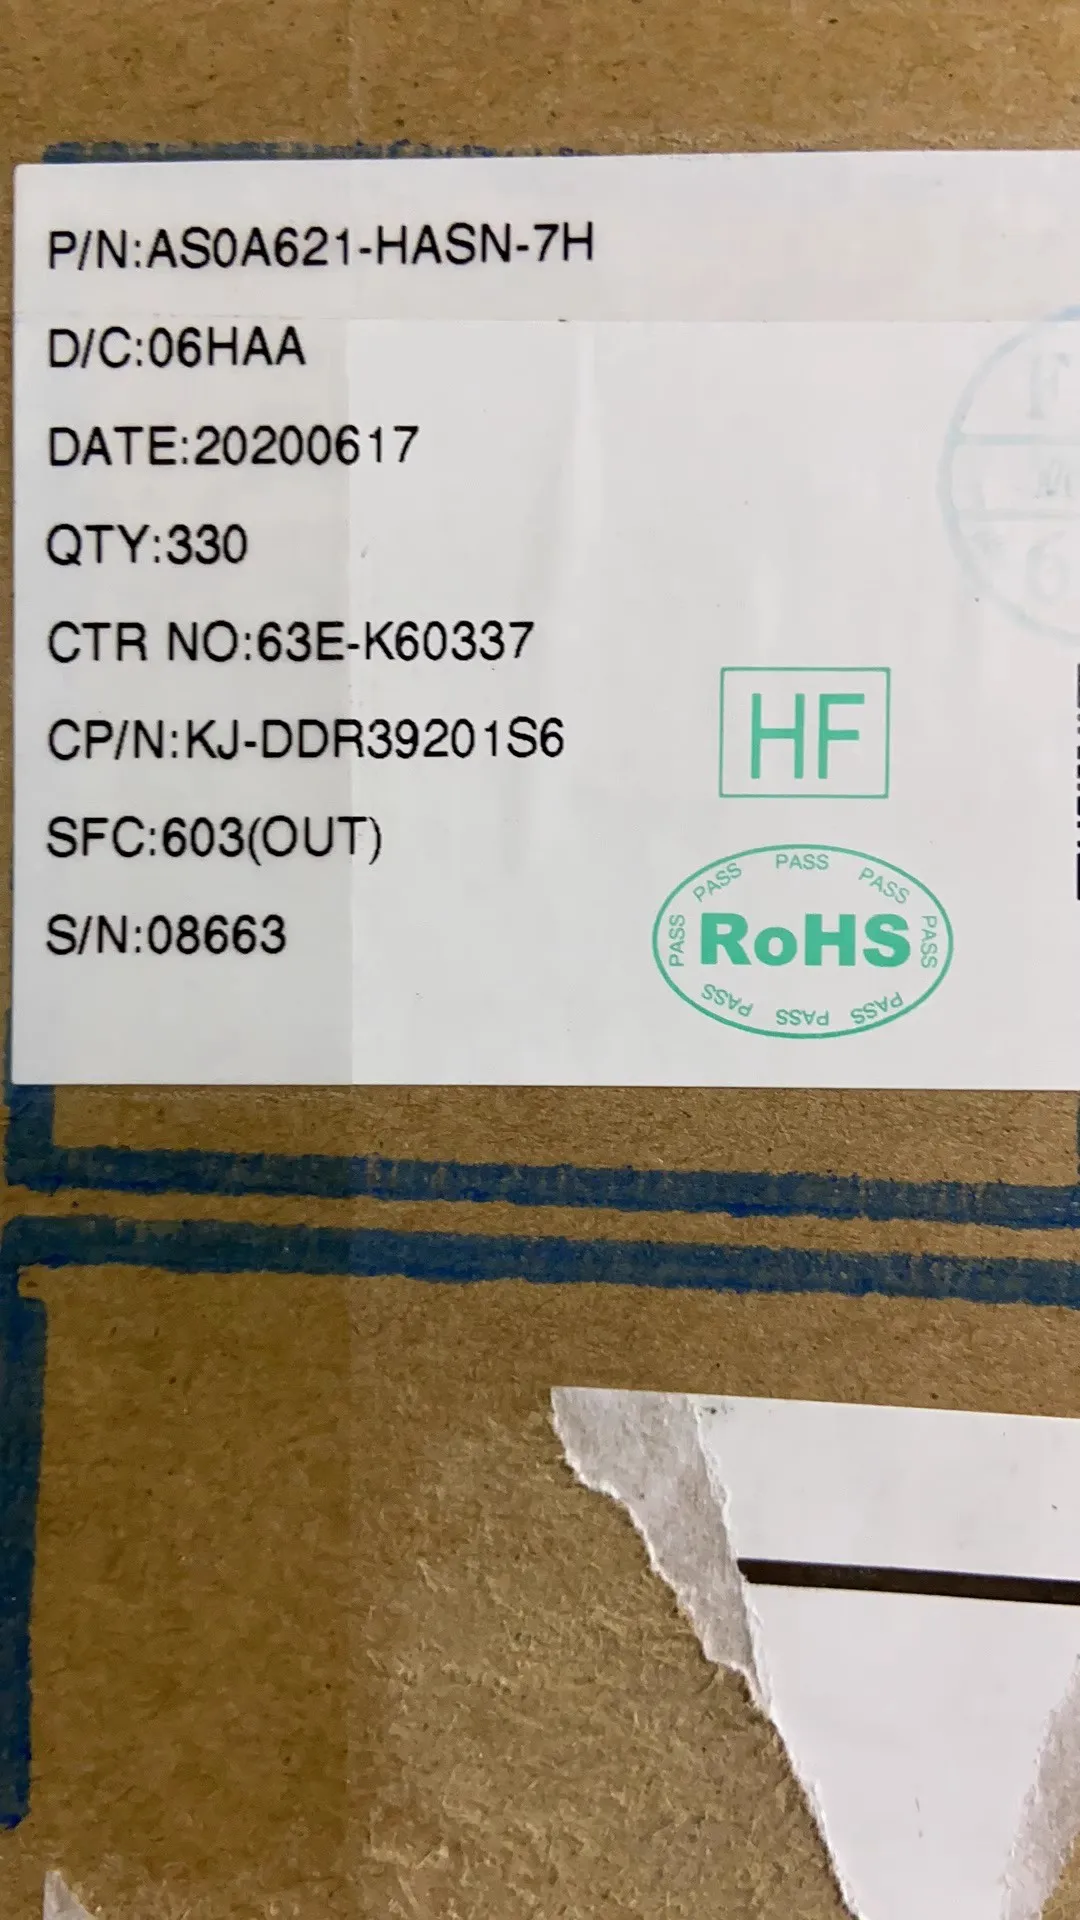 P/N:AS0A621-HASN-7H
D/C:06HAA
DATE:20200617
QTY:330
CTR NO:63E-K60337
CP/N:KJ-DDR39201S6
SFC:603(OUT)
S/N:08663
HF
PASS PASS PASS
PASS RoHS PASS
PASS PASS PASS